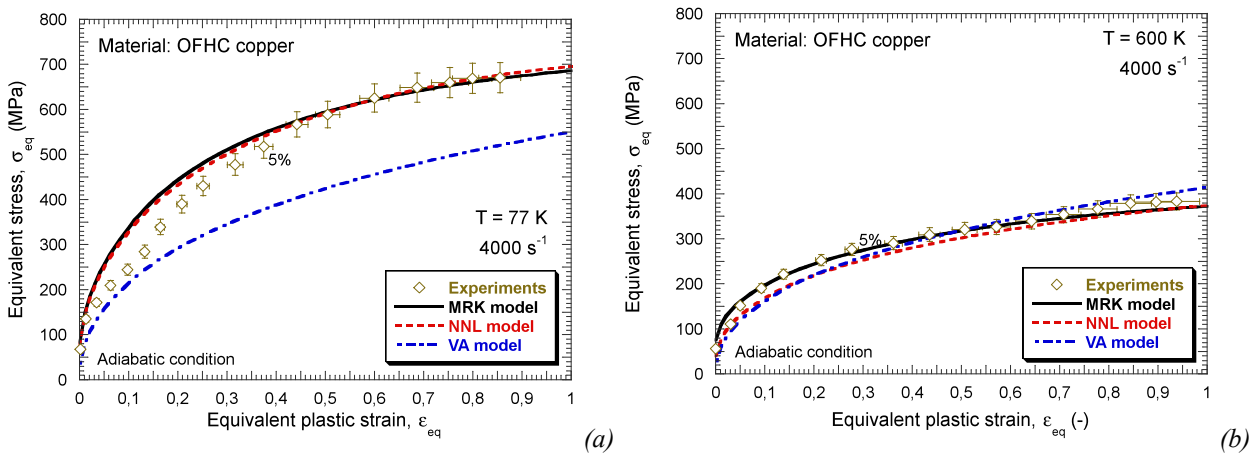 800
700
600
500
400
300
200
100
0
Equivalent stress, σeq (MPa)
Material: OFHC copper
5%
T = 77 K
4000 s-1
Experiments
MRK model
NNL model
VA model
Adiabatic condition
0 0,1 0,2 0,3 0,4 0,5 0,6 0,7 0,8 0,9 1
Equivalent plastic strain, εeq
(a)
800
700
600
500
400
300
200
100
0
Equivalent stress, σeq (MPa)
Material: OFHC copper
T = 600 K
4000 s-1
5%
Experiments
MRK model
NNL model
VA model
Adiabatic condition
0 0,1 0,2 0,3 0,4 0,5 0,6 0,7 0,8 0,9 1
Equivalent plastic strain, εeq (-)
(b)